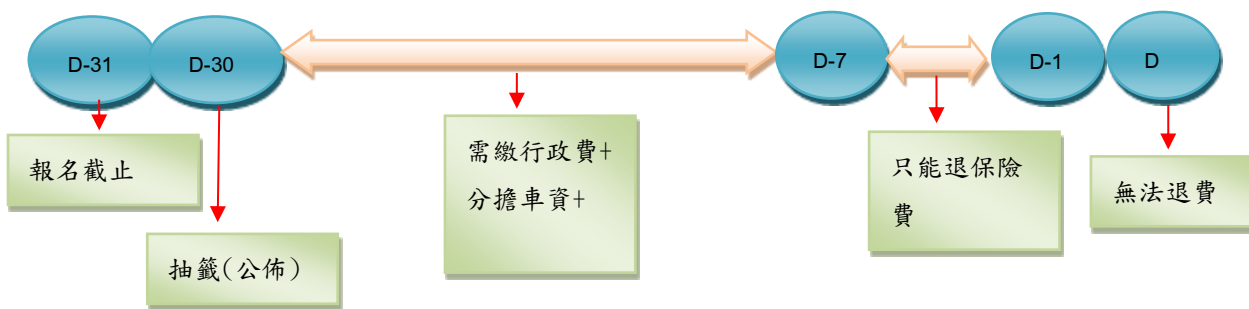 D-31
D-30
D-7
D-1
D
報名截止
抽籤(公佈)
需繳行政費+
分擔車資+
只能退保險
費
無法退費